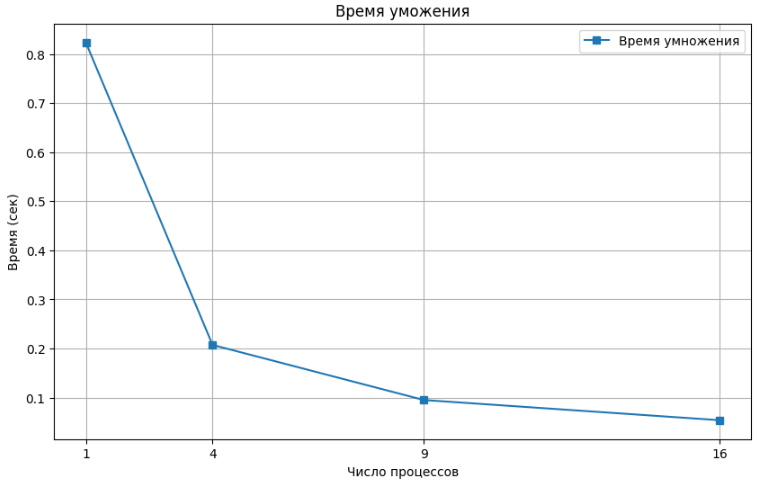 Время уможения
Время умножения
0.8
0.7
0.6
0.5
0.4
0.3
0.2
0.1
Время (сек)
1 4 9 16
Число процессов